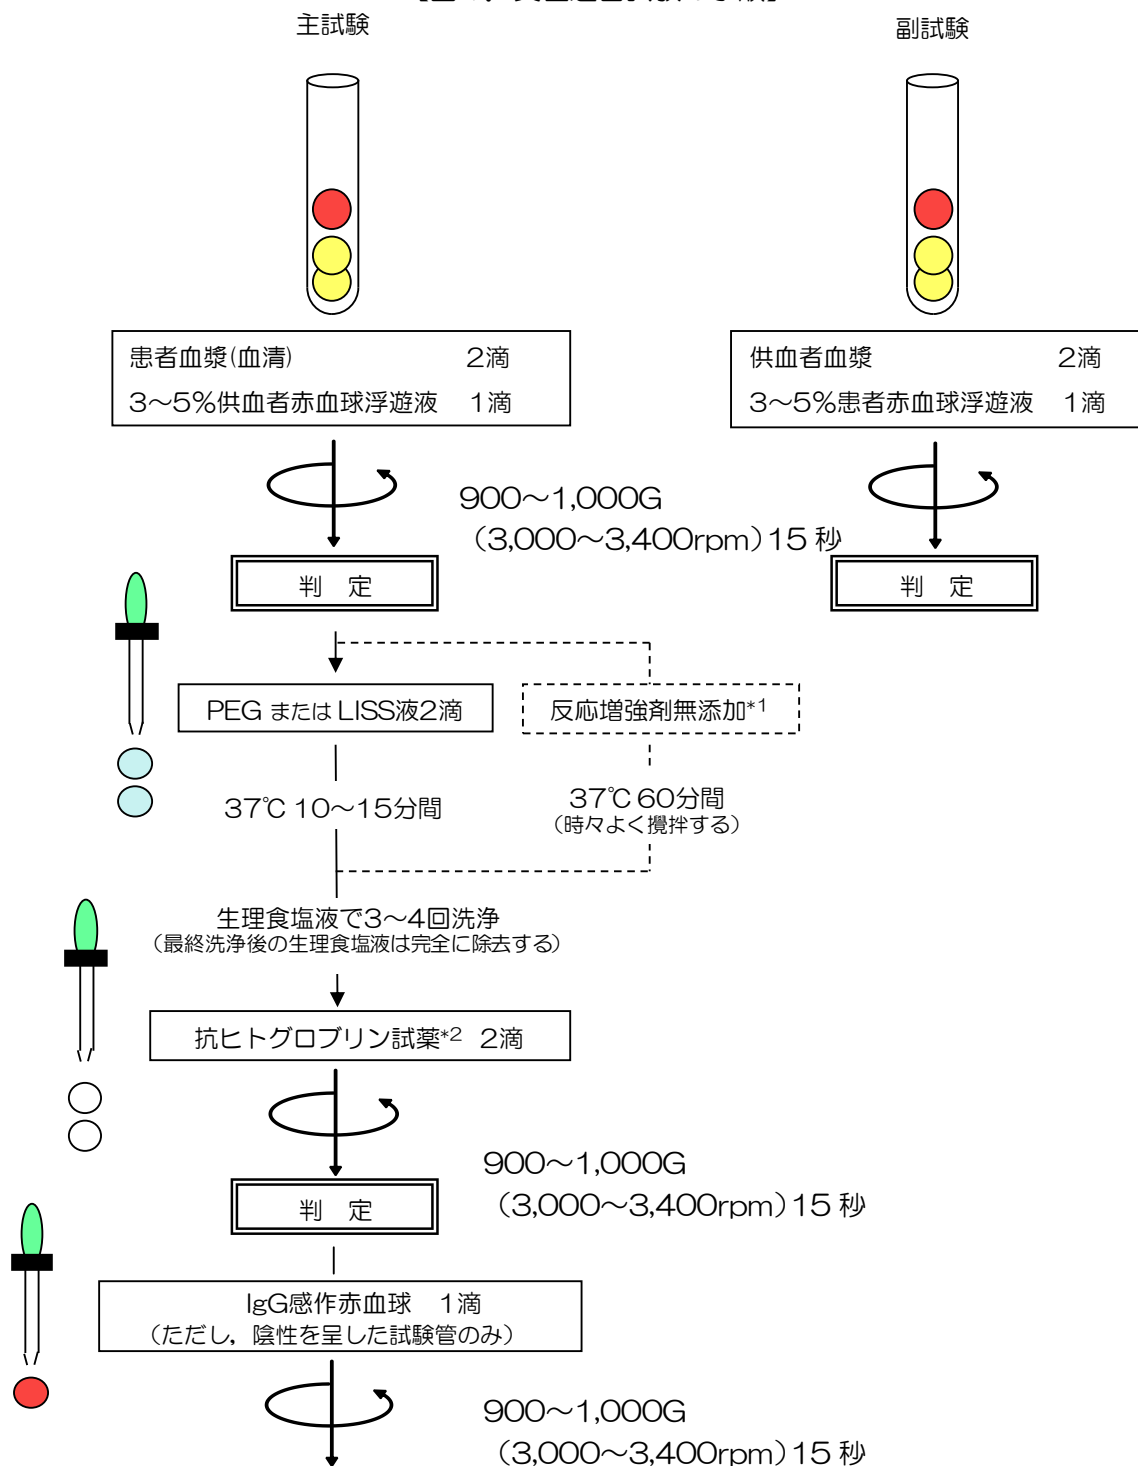 主試験
副試験
患者血漿(血清) 2滴
3～5%供血者赤血球浮遊液 1滴
供血者血漿 2滴
3～5%患者赤血球浮遊液 1滴
900～1,000G
(3,000～3,400rpm)15 秒
判 定
判 定
PEG または LISS液2滴
反応増強剤無添加*1
37℃ 10～15分間
37℃ 60分間
(時々よく攪拌する)
生理食塩液で3～4回洗浄
(最終洗浄後の生理食塩液は完全に除去する)
抗ヒトグロブリン試薬*2 2滴
900～1,000G
(3,000～3,400rpm)15 秒
判 定
IgG感作赤血球 1滴
(ただし，陰性を呈した試験管のみ)
900～1,000G
(3,000～3,400rpm)15 秒